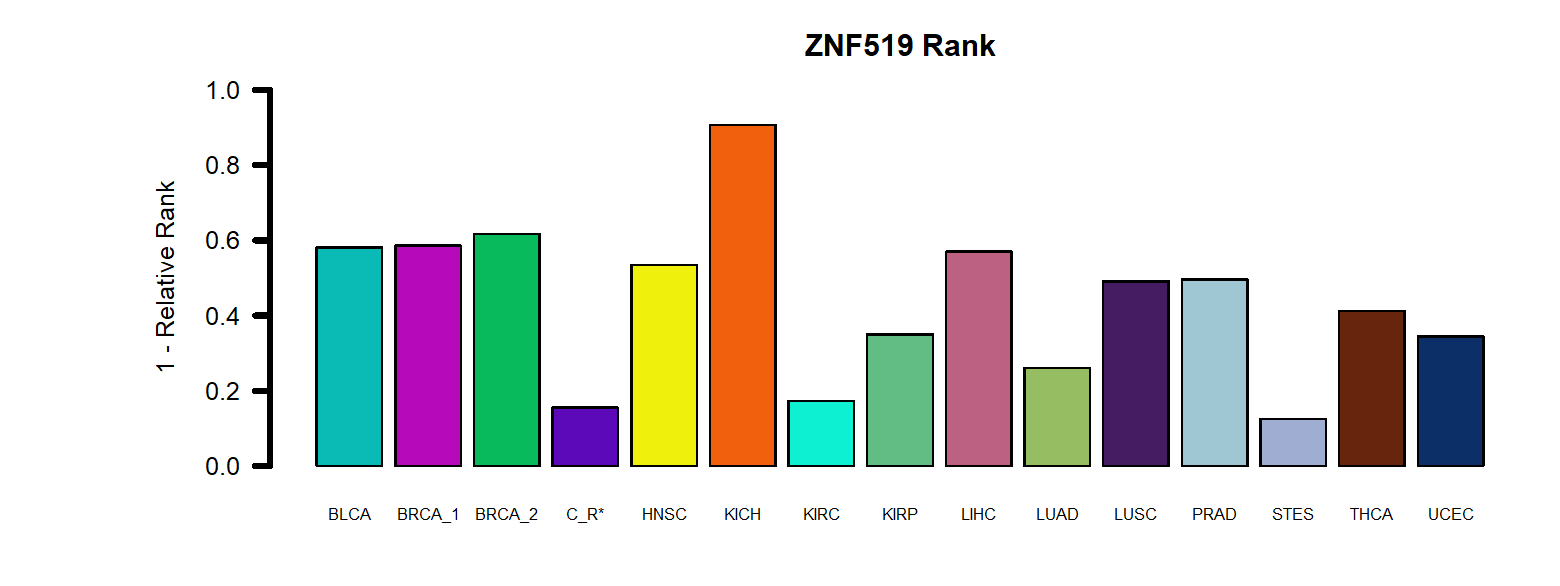 ZNF519 Rank
1 - Relative Rank
1.0
0.8
0.6
0.4
0.2
0.0
BLCA BRCA_1 BRCA_2 C_R* HNSC KICH KIRC KIRP LIHC LUAD LUSC PRAD STES THCA UCEC